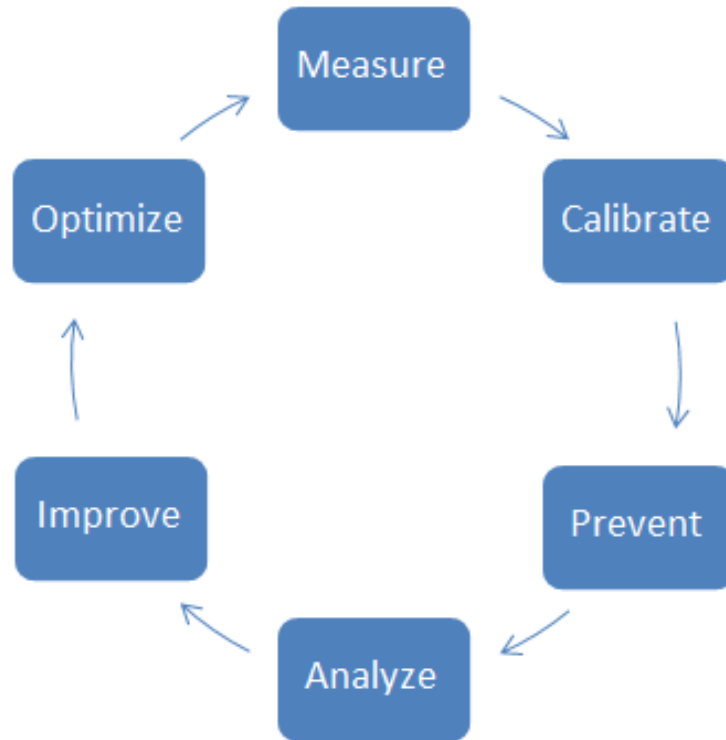 Measure
Calibrate
Prevent
Analyze
Improve
Optimize